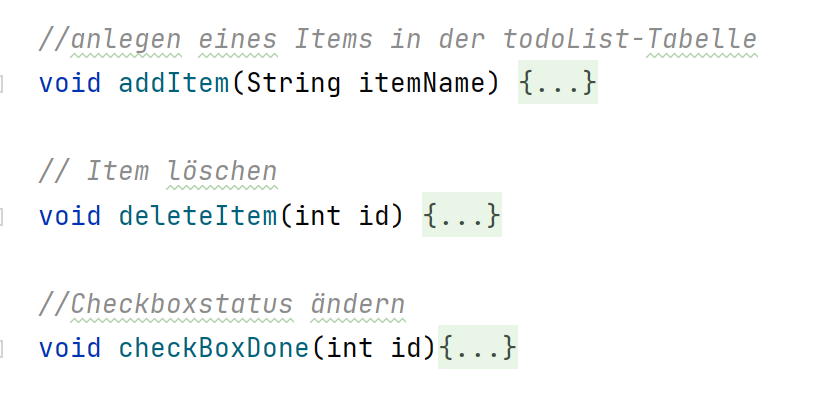 //anlegen eines Items in der todoList-Tabelle
void addItem(String itemName) {...}
// Item löschen
void deleteItem(int id) {...}
//Checkboxstatus ändern
void checkBoxDone(int id){...}